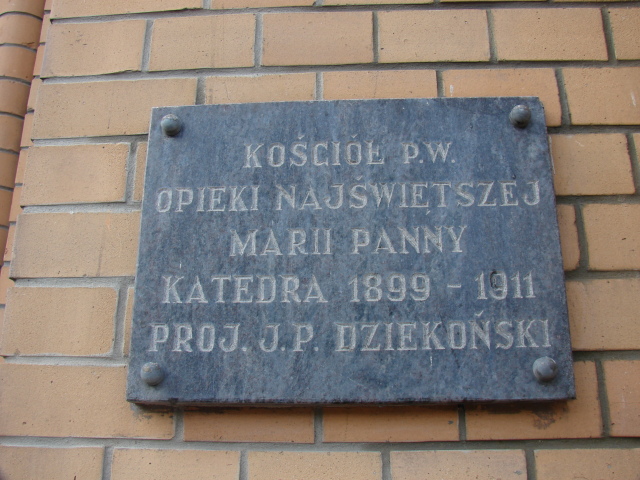 KOŚCIÓŁ P.W.
OPIEKI NAJŚWIĘTSZEJ
MARII PANNY
KATEDRA 1899 - 1911
PROJ. J.P. DZIEKOŃSKI